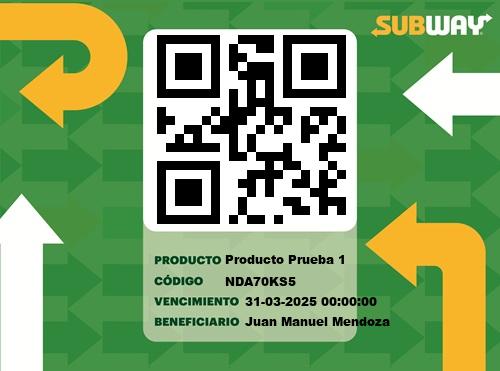 SUBWAY
PRODUCTO Producto Prueba 1
CÓDIGO NDA70KS5
VENCIMIENTO 31-03-2025 00:00:00
BENEFICIARIO Juan Manuel Mendoza